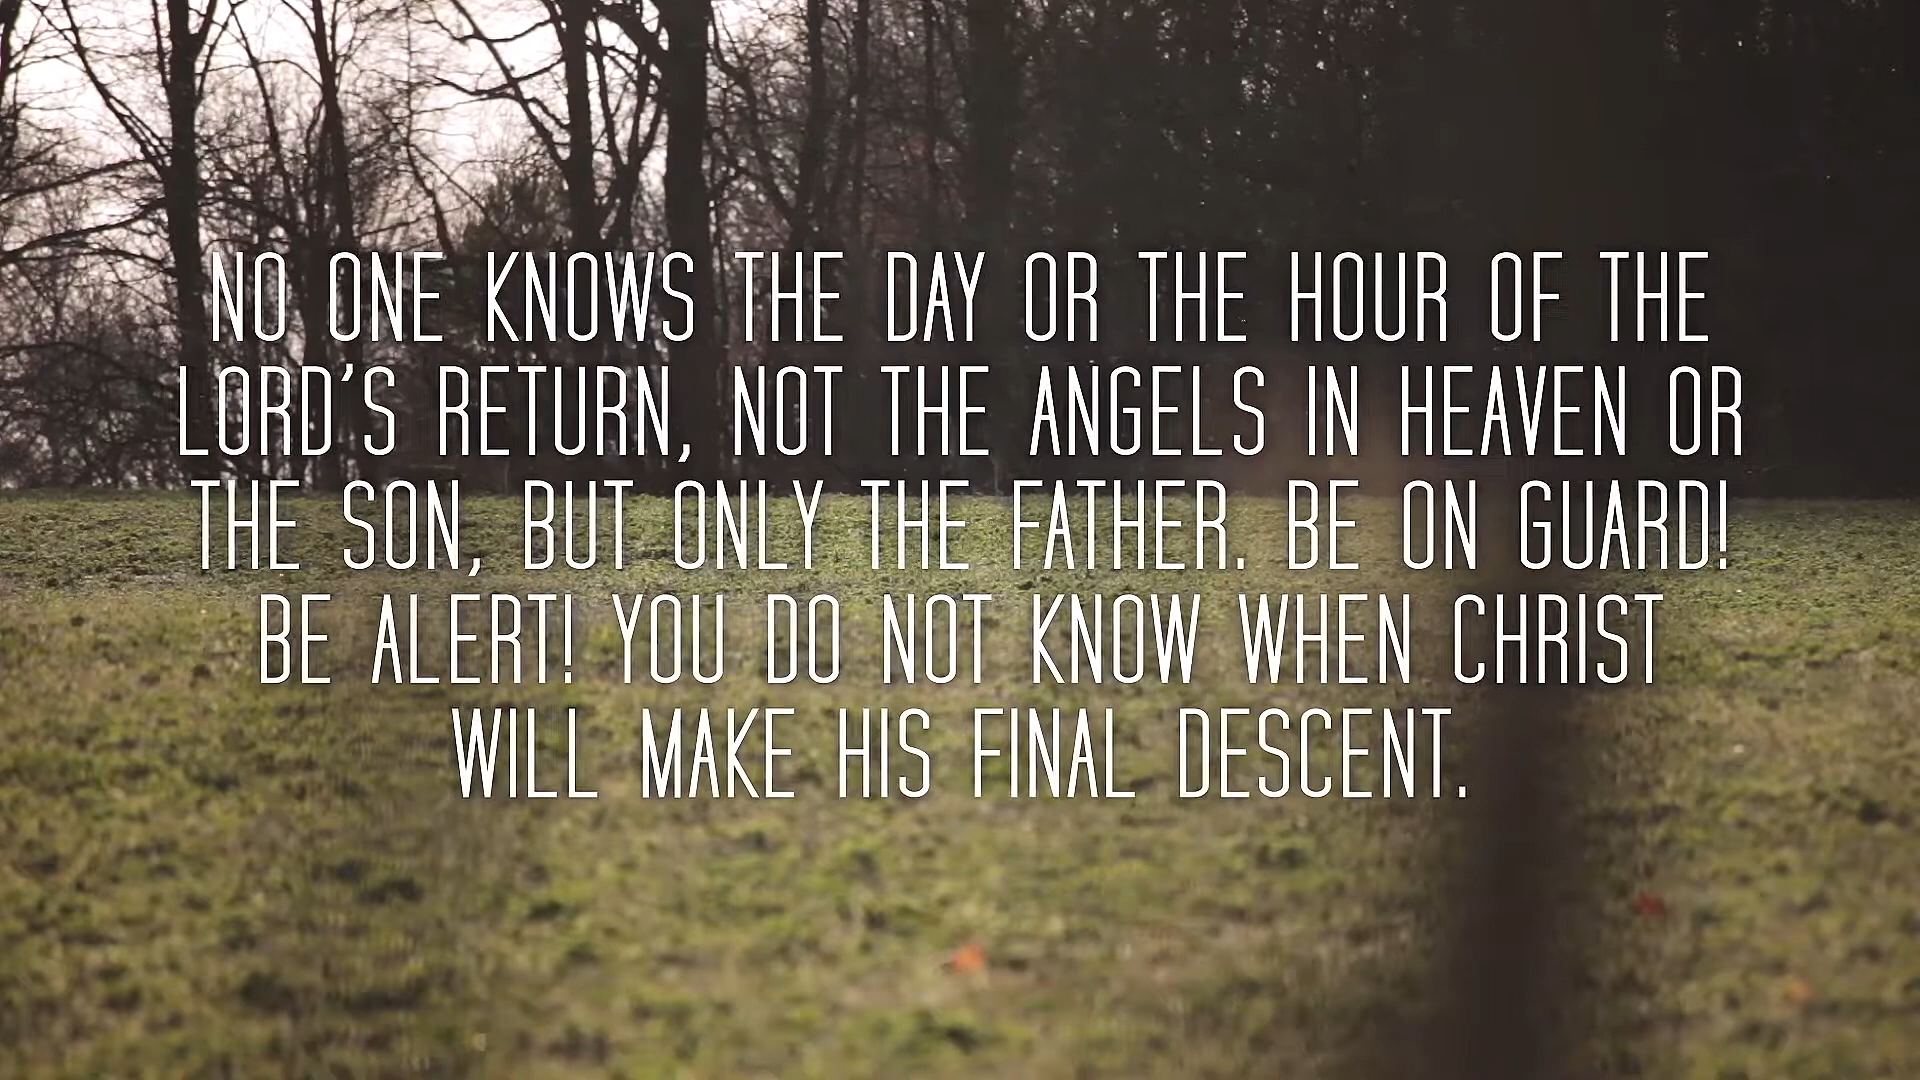 NO ONE KNOWS THE DAY OR THE HOUR OF THE
LORD'S RETURN, NOT THE ANGELS IN HEAVEN OR
THE SON, BUT ONLY THE FATHER. BE ON GUARD!
BE ALERT! YOU DO NOT KNOW WHEN CHRIST
WILL MAKE HIS FINAL DESCENT.